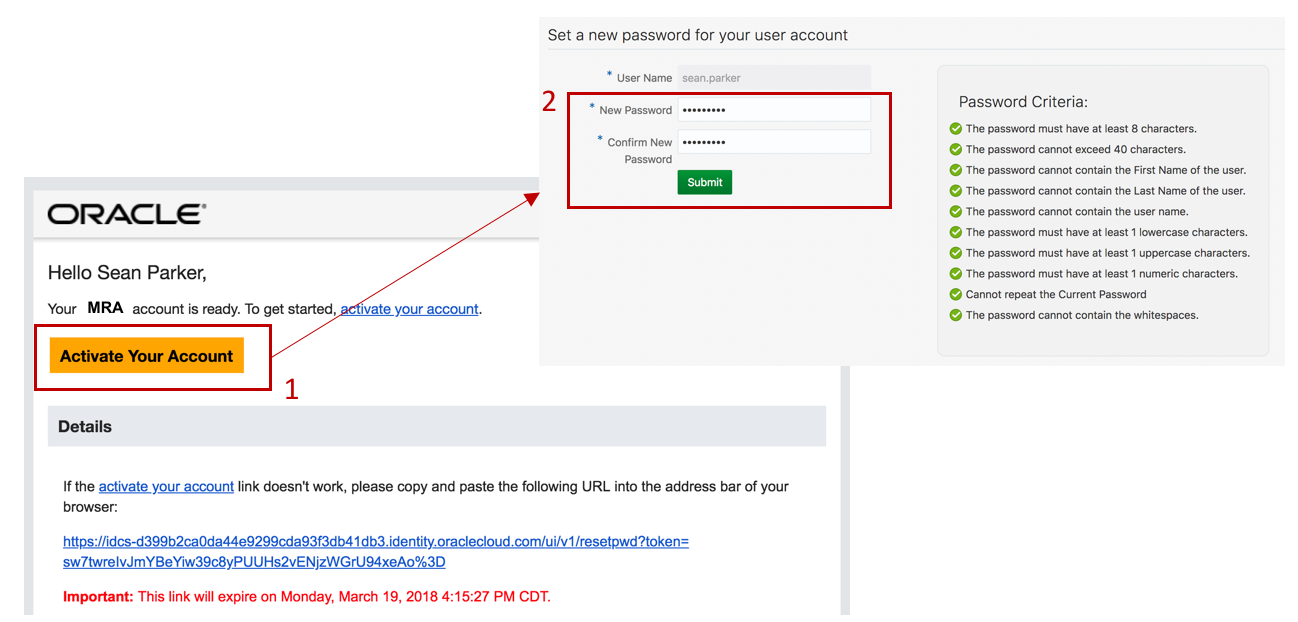 Set a new password for your user account
* User Name sean.parker
2
* New Password •••••••••
* Confirm New
Password •••••••••
Submit
Password Criteria:
The password must have at least 8 characters.
The password cannot exceed 40 characters.
The password cannot contain the First Name of the user.
The password cannot contain the Last Name of the user.
The password cannot contain the user name.
The password must have at least 1 lowercase characters.
The password must have at least 1 uppercase characters.
The password must have at least 1 numeric characters.
Cannot repeat the Current Password
The password cannot contain the whitespaces.
ORACLE®
Hello Sean Parker,
Your MRA account is ready. To get started, activate your account.
Activate Your Account
1
Details
If the activate your account link doesn't work, please copy and paste the following URL into the address bar of your
browser:
https://idcs-d399b2ca0da44e9299cda93f3db41db3.identity.oraclecloud.com/ui/v1/resetpwd?token=
sw7twreIvJmYBeYiw39c8yPUUHs2vENjzWGrU94xeAo%3D
Important: This link will expire on Monday, March 19, 2018 4:15:27 PM CDT.